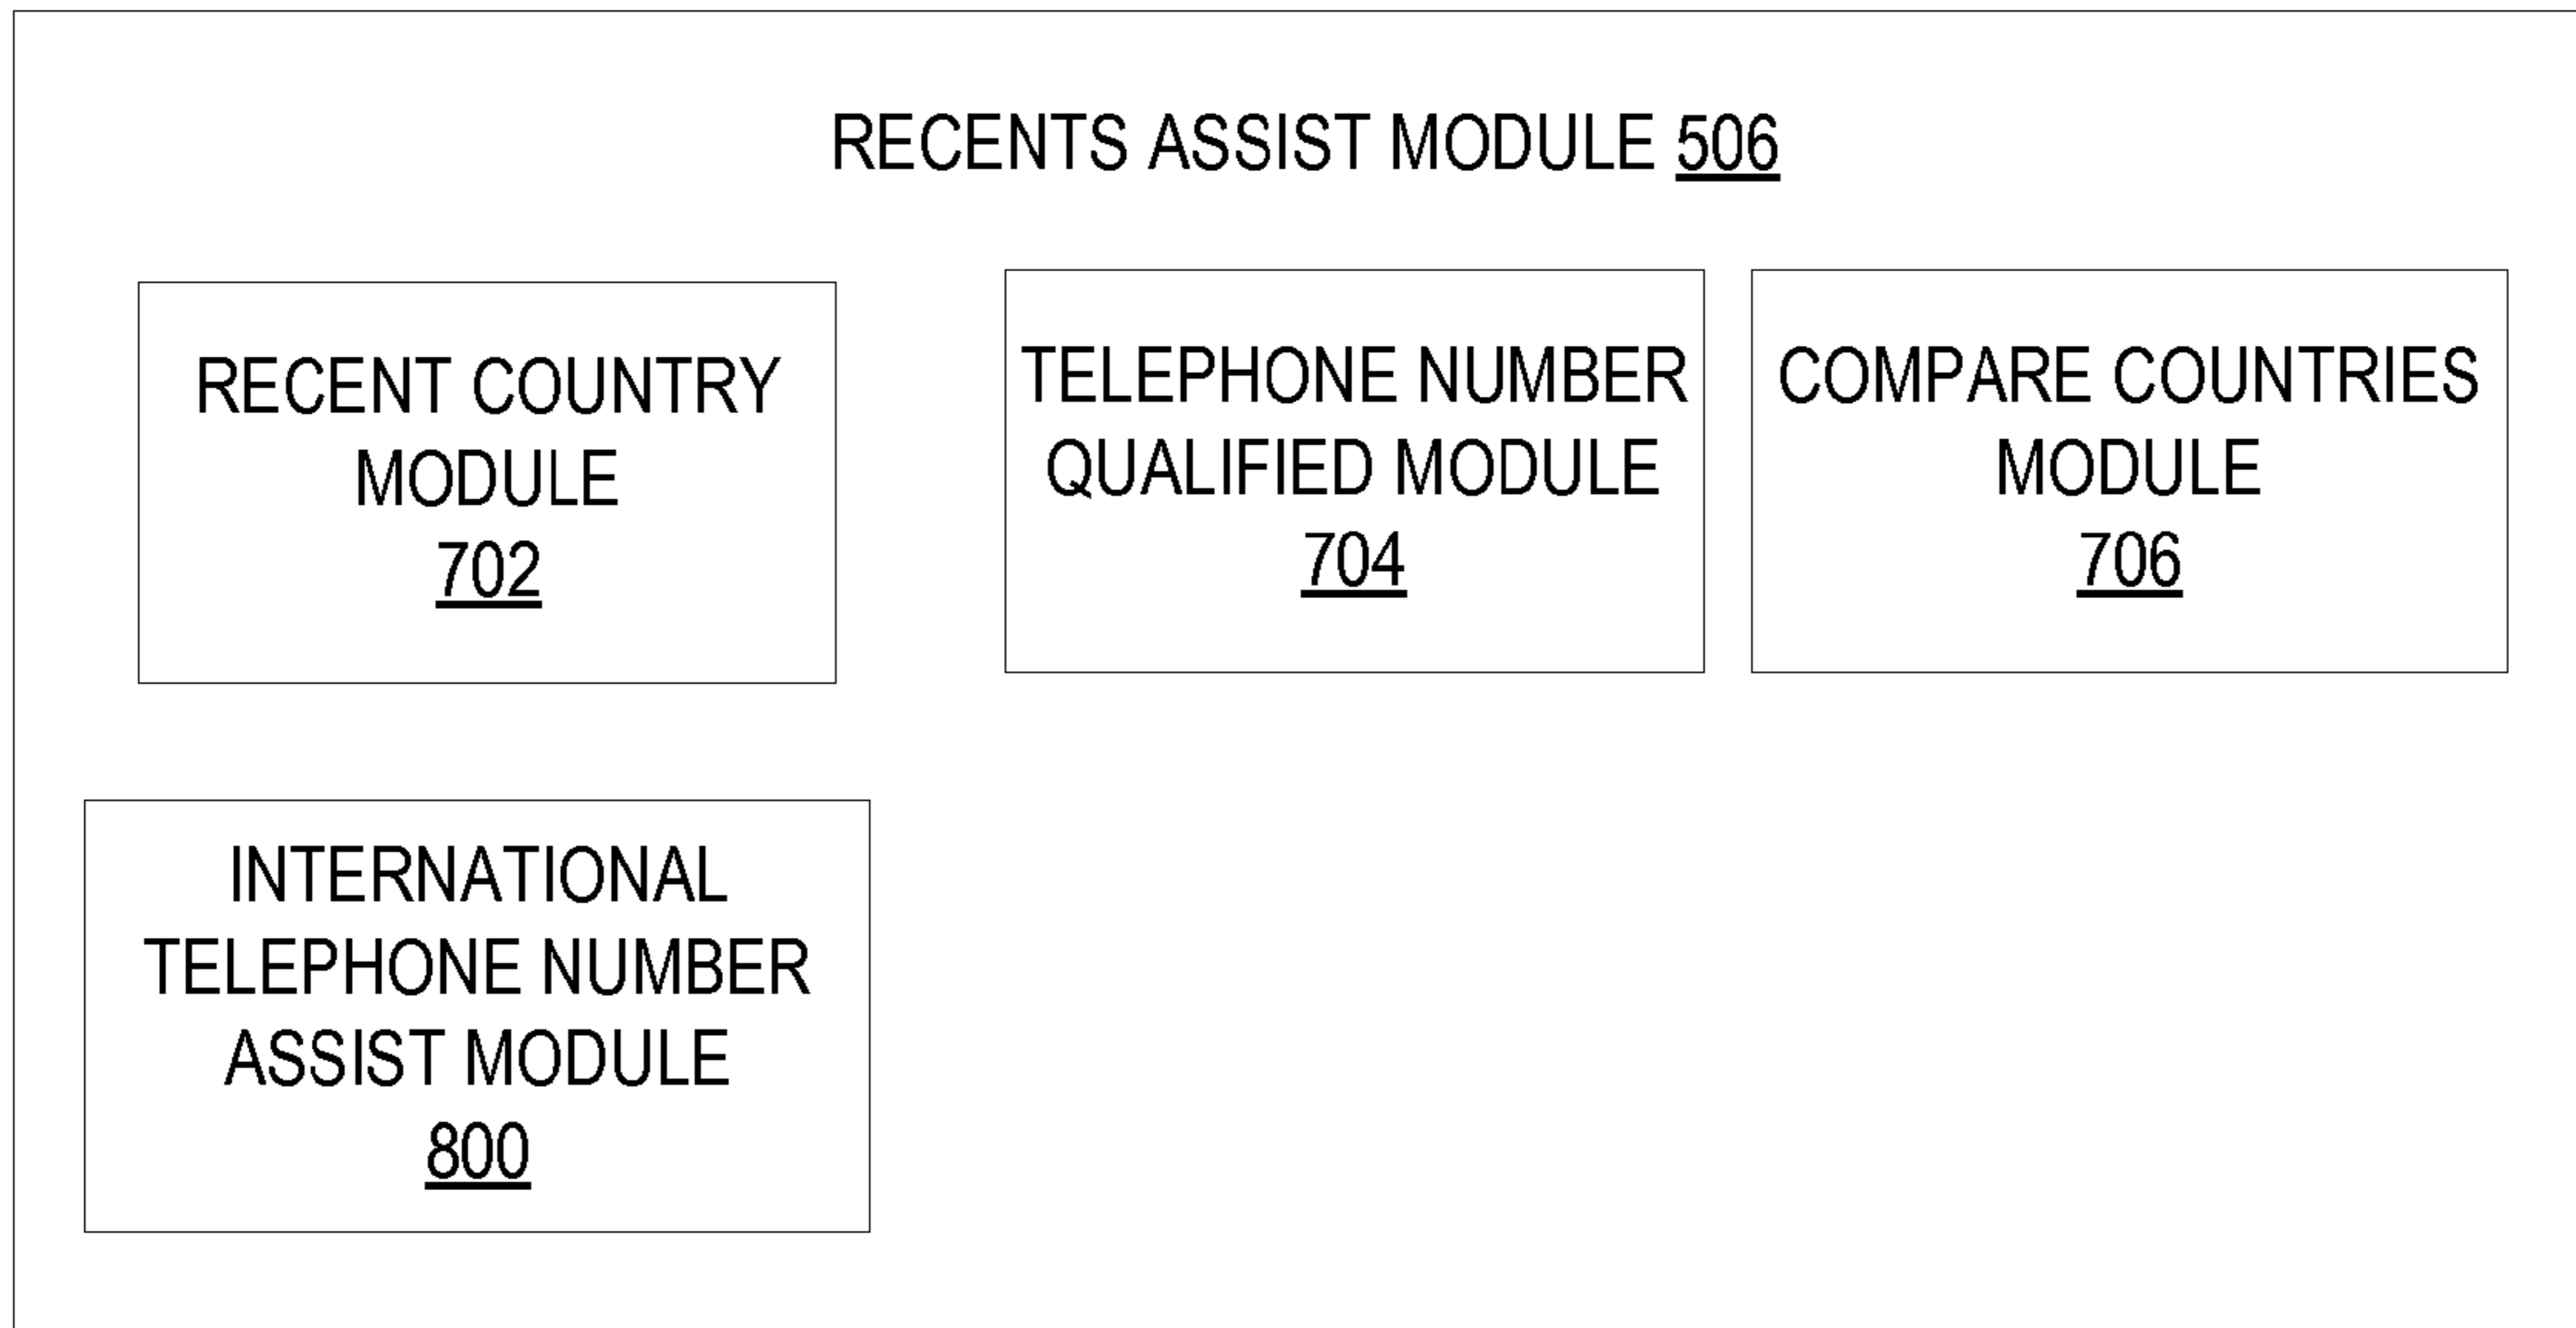 RECENTS ASSIST MODULE 506
RECENT COUNTRY
MODULE
702
TELEPHONE NUMBER
QUALIFIED MODULE
704
COMPARE COUNTRIES
MODULE
706
INTERNATIONAL
TELEPHONE NUMBER
ASSIST MODULE
800